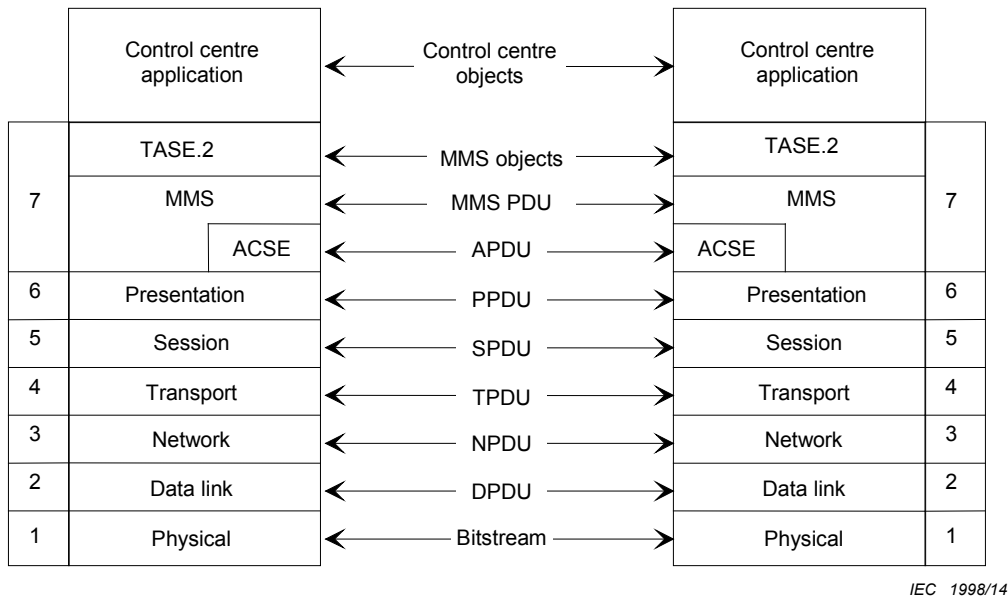 Control centre
application
Control centre
objects
Control centre
application
TASE.2
MMS objects
TASE.2
7
MMS
MMS PDU
MMS
7
ACSE
APDU
ACSE
6
Presentation
PPDU
Presentation
6
5
Session
SPDU
Session
5
4
Transport
TPDU
Transport
4
3
Network
NPDU
Network
3
2
Data link
DPDU
Data link
2
1
Physical
Bitstream
Physical
1
IEC 1998/14